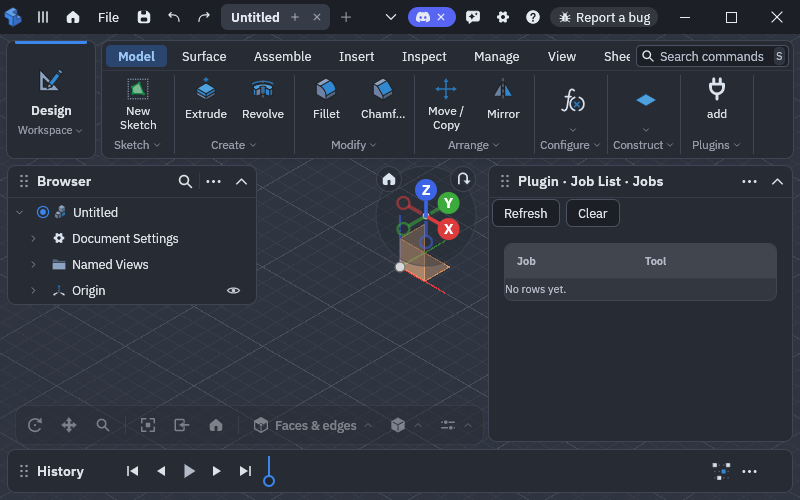 File
Untitled
Report a bug
Design
Workspace
Model
Surface
Assemble
Insert
Inspect
Manage
View
Shee
Search commands
S
New Sketch
Extrude
Revolve
Fillet
Chamf...
Move / Copy
Mirror
add
Sketch
Create
Modify
Arrange
Configure
Construct
Plugins
Browser
Untitled
Document Settings
Named Views
Origin
Z
Y
X
Plugin · Job List · Jobs
Refresh
Clear
Job
Tool
No rows yet.
Faces & edges
History